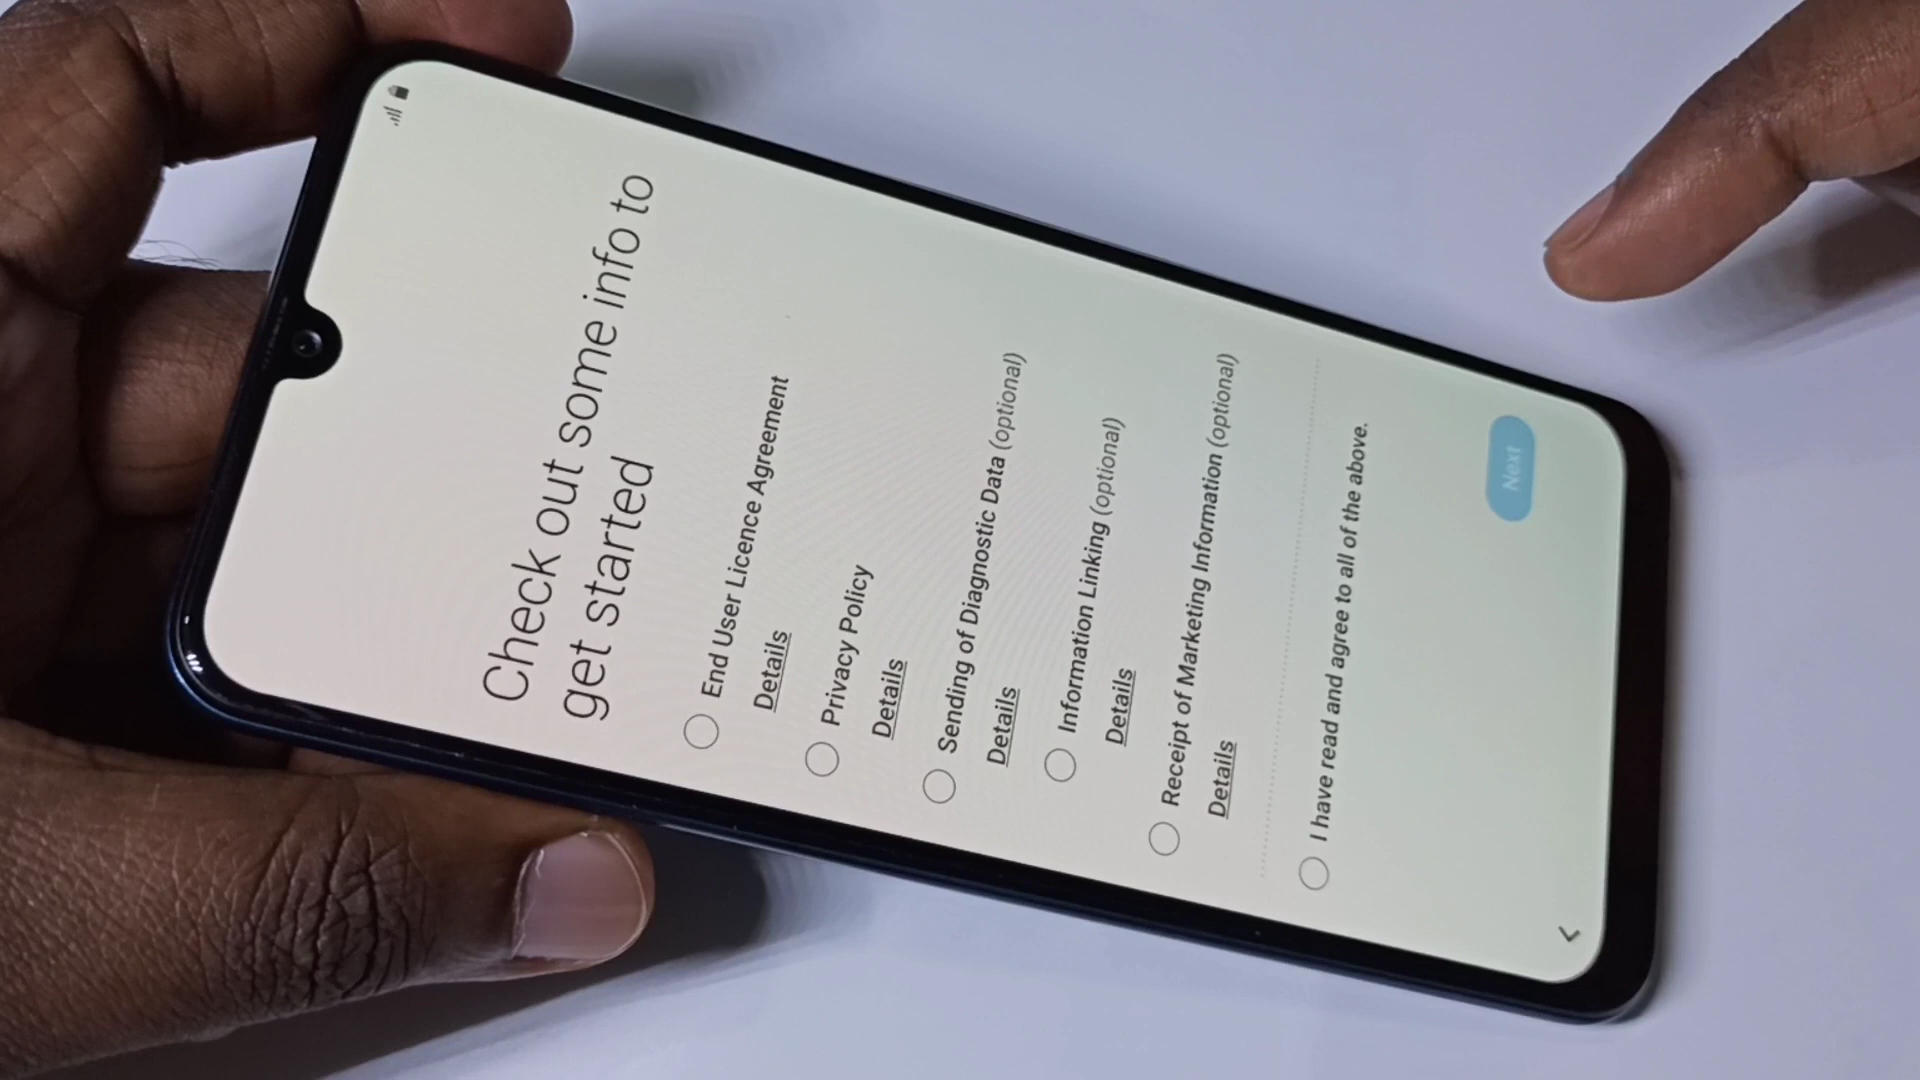 Check out some info to
get started
End User Licence Agreement
Details
Privacy Policy
Details
Sending of Diagnostic Data (optional)
Details
Information Linking (optional)
Details
Receipt of Marketing Information (optional)
Details
I have read and agree to all of the above.
Next